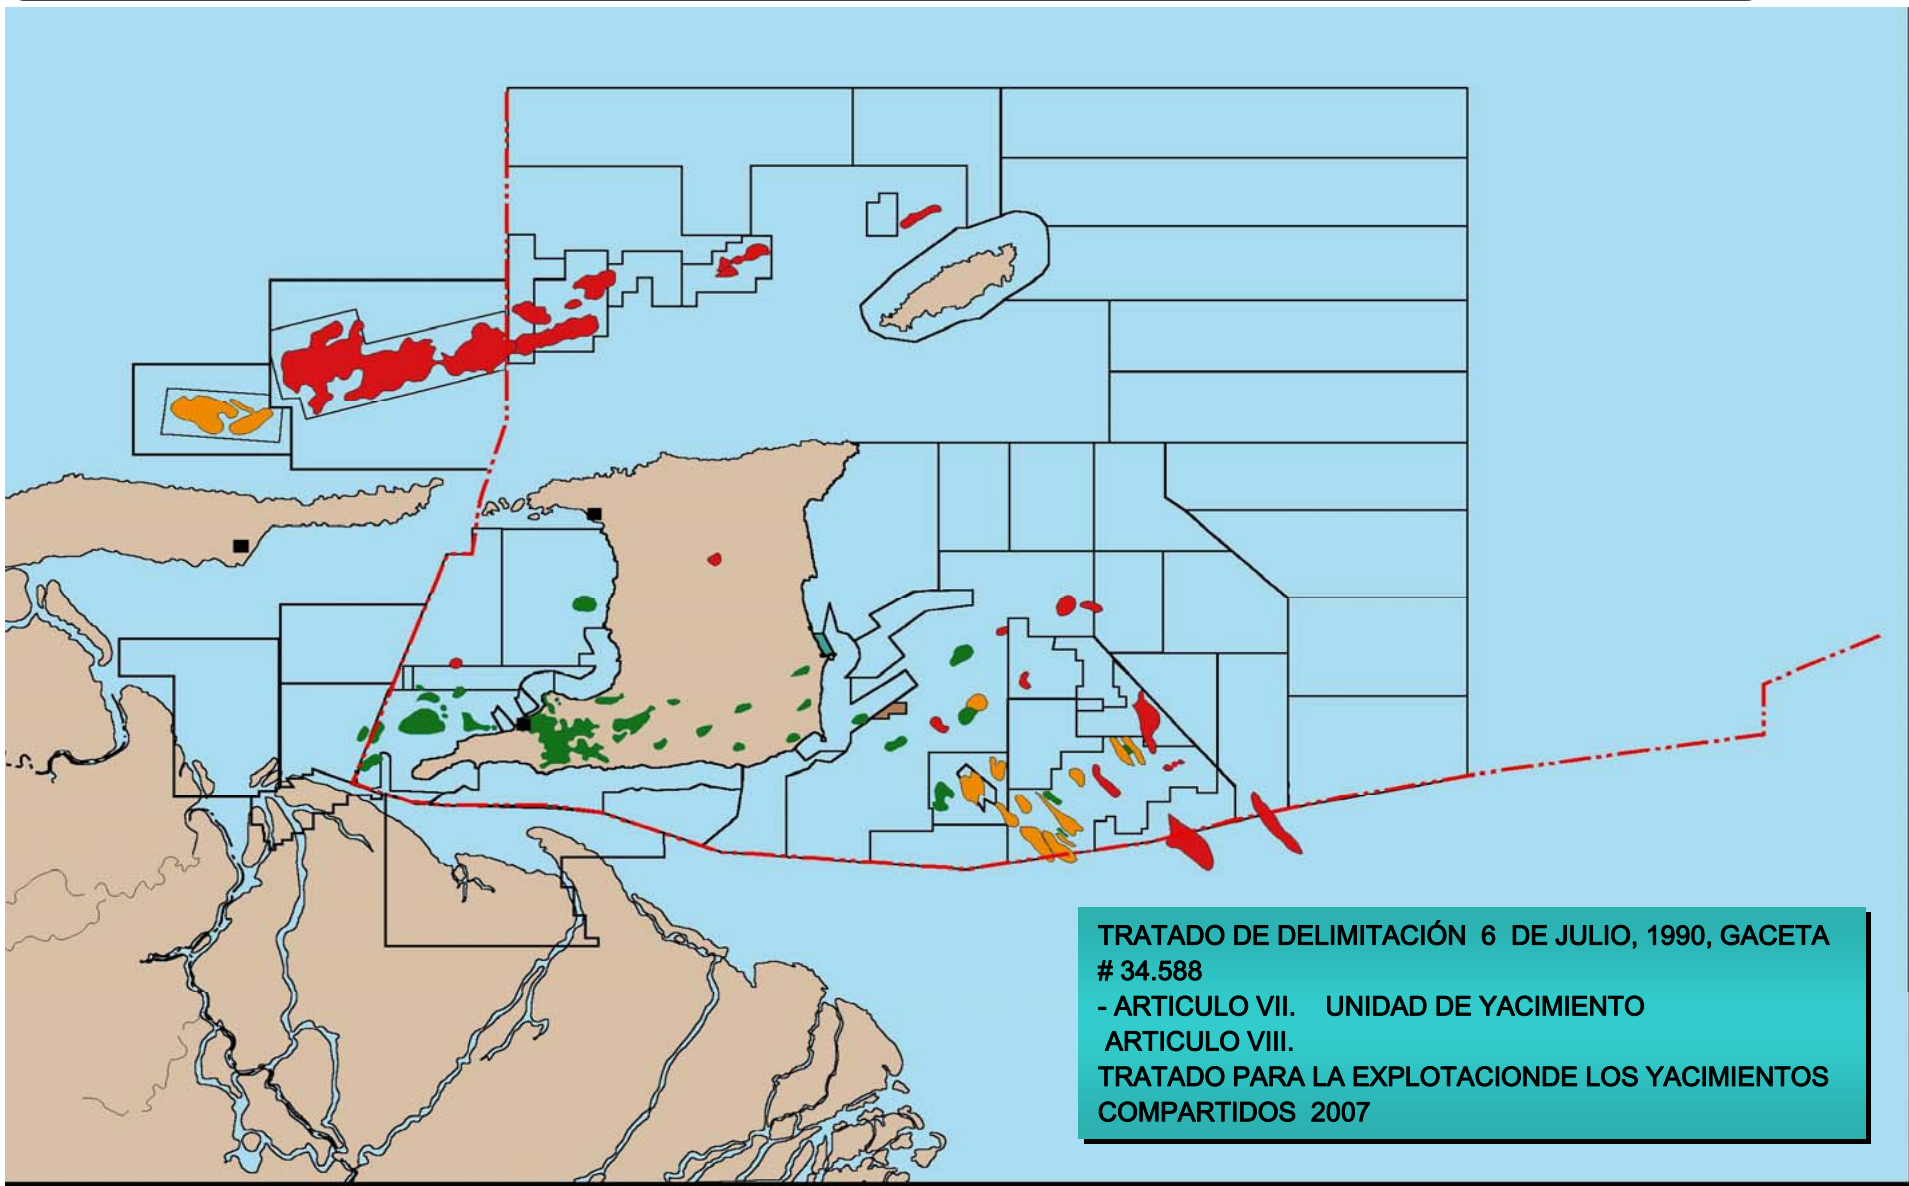 TRATADO DE DELIMITACIÓN 6 DE JULIO, 1990, GACETA
# 34.588
- ARTICULO VII. UNIDAD DE YACIMIENTO
ARTICULO VIII.
TRATADO PARA LA EXPLOTACIONDE LOS YACIMIENTOS
COMPARTIDOS 2007